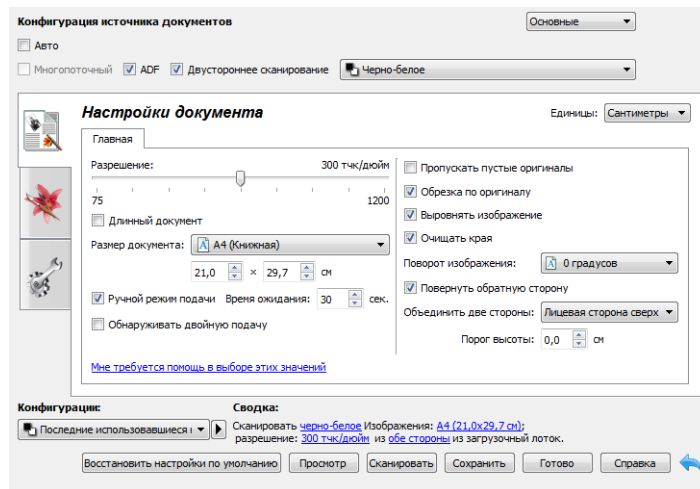 Конфигурация источника документов
Основные
Авто
Многопоточный ADF Двустороннее сканирование Черно-белое
Настройки документа
Единицы: Сантиметры
Главная
Разрешение: 300 тчк/дюйм
75 1200
Длинный документ
Размер документа: A4 (Книжная)
21,0 × 29,7 см
Ручной режим подачи Время ожидания: 30 сек.
Обнаруживать двойную подачу
Мне требуется помощь в выборе этих значений
Пропускать пустые оригиналы
Обрезка по оригиналу
Выровнять изображение
Очищать края
Поворот изображения: 0 градусов
Повернуть обратную сторону
Объединить две стороны: Лицевая сторона сверх
Порог высоты: 0,0 см
Конфигурации: Сводка:
Последние использовавшиеся
Сканировать черно-белое Изображения: A4 (21,0x29,7 см);
разрешение: 300 тчк/дюйм из обе стороны из загрузочный лоток.
Восстановить настройки по умолчанию Просмотр Сканировать Сохранить Готово Справка